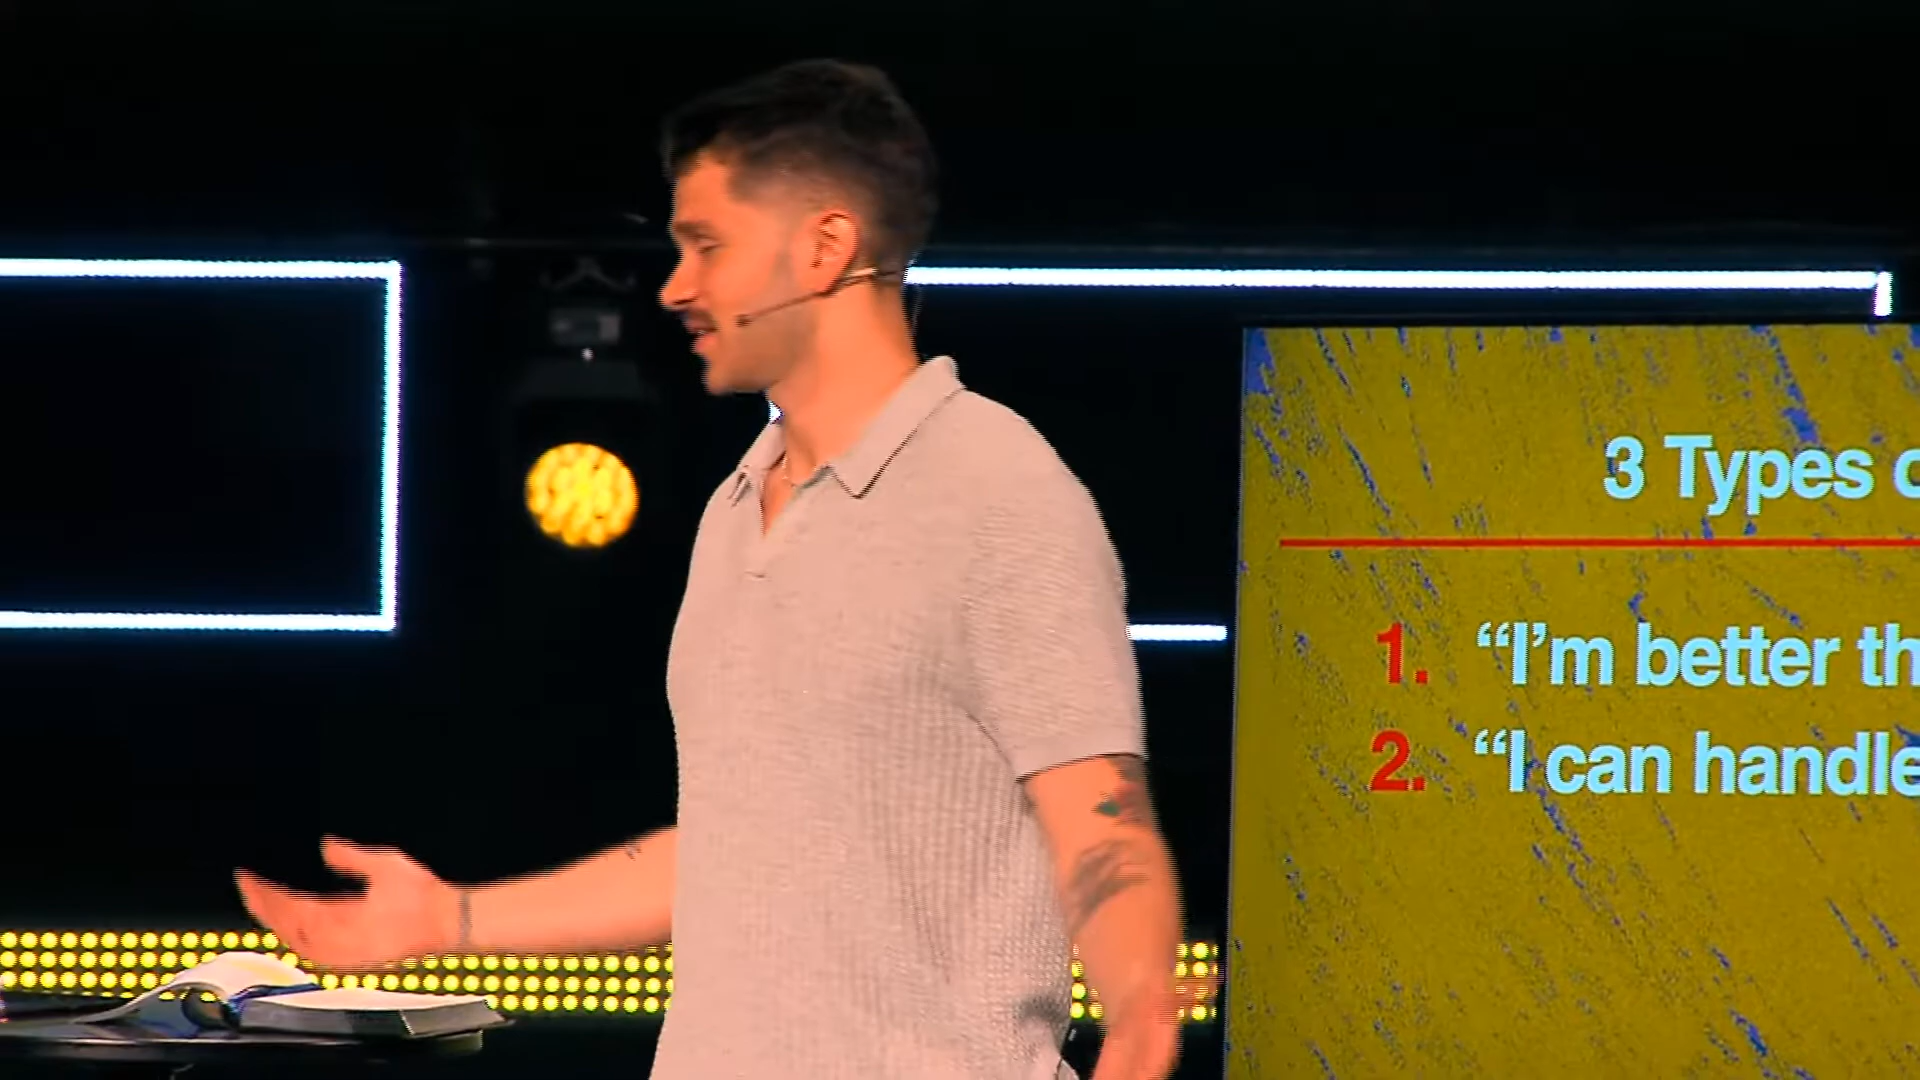 3 Types
1. “I’m better
2. “I can handle